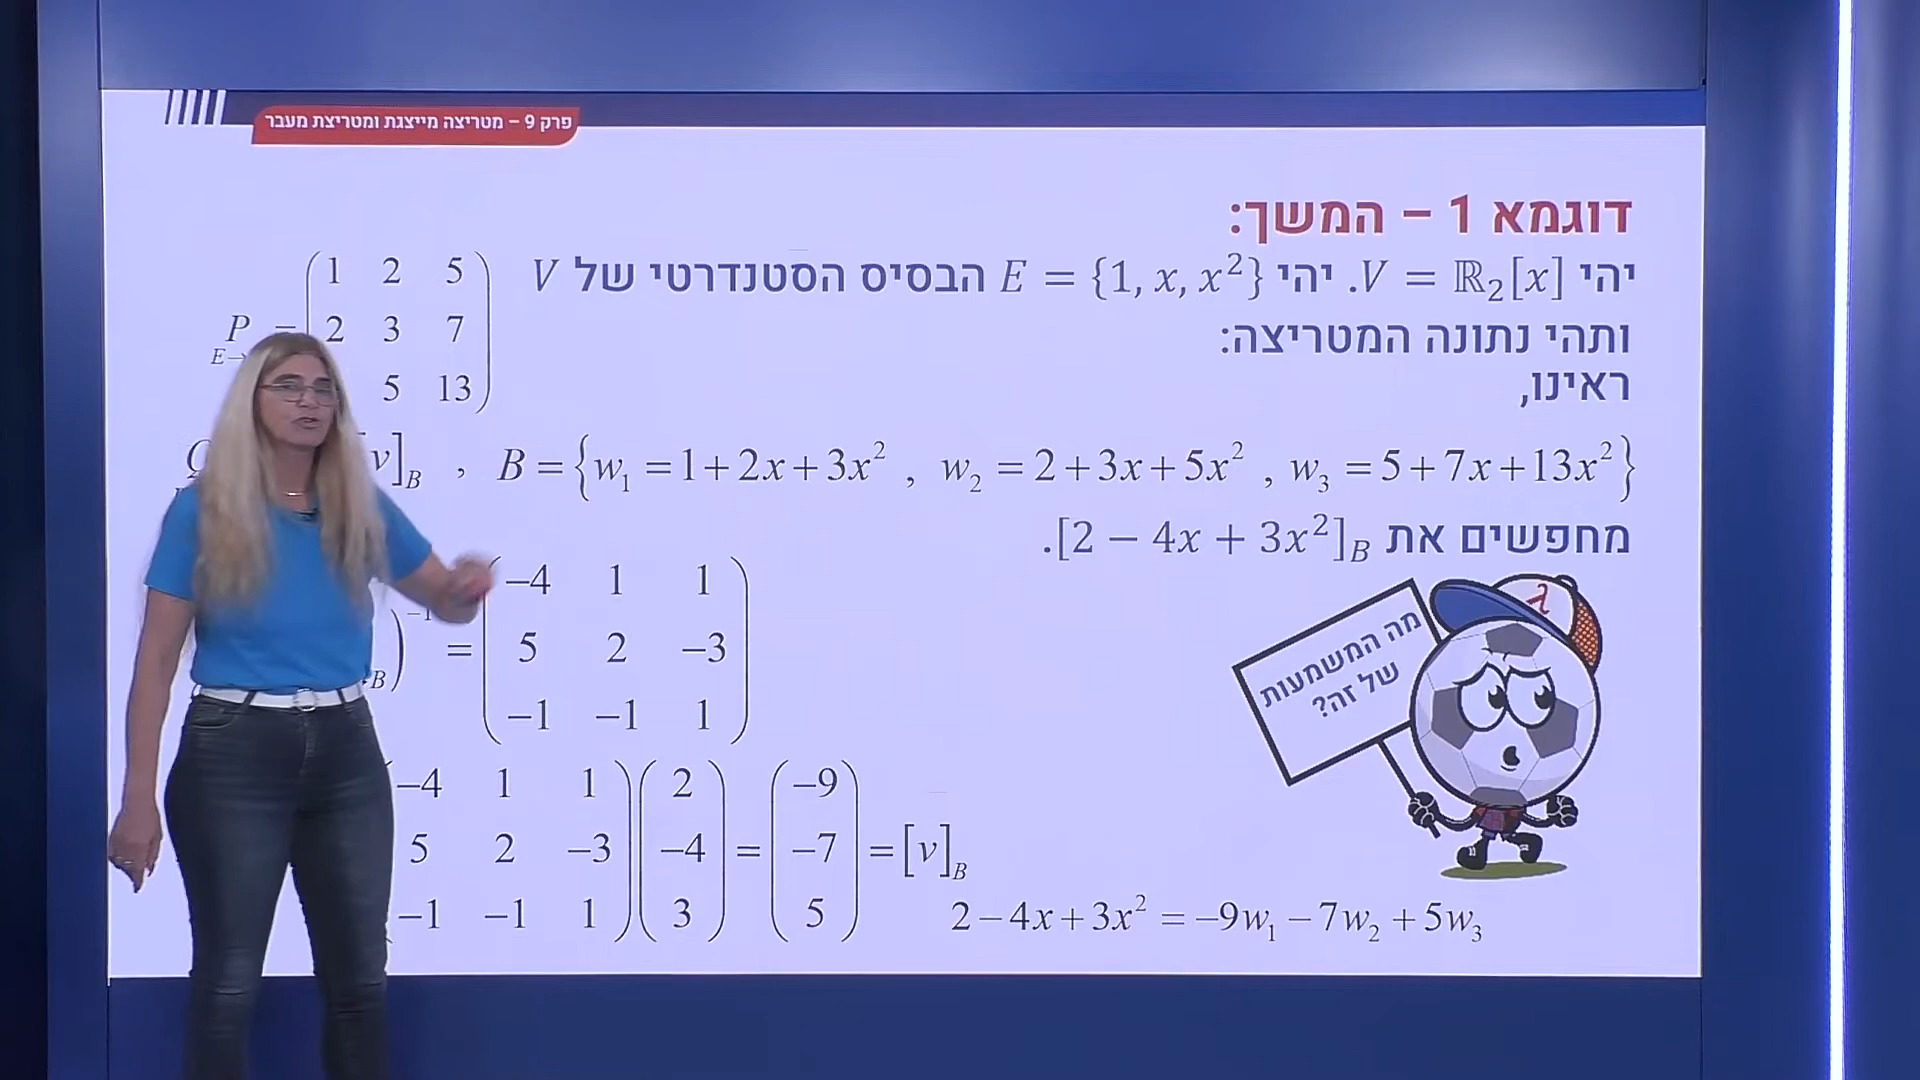 פרק 9 – מטריצה מייצגת ומטריצת מעבר
דוגמא 1 – המשך:
יהי V = ℝ₂[x]. יהי E = {1, x, x²} הבסיס הסטנדרטי של V
ותהי נתונה המטריצה:
P E→ = ( 1 2 5
2 3 7
5 13 )
ראינו,
v]_B , B = { w₁ = 1 + 2x + 3x² , w₂ = 2 + 3x + 5x² , w₃ = 5 + 7x + 13x² }
מחפשים את [2 − 4x + 3x²]_B.
B )⁻¹ = ( −4 1 1
5 2 −3
−1 −1 1 )
( −4 1 1 ) ( 2 ) ( −9 )
5 2 −3 −4 = −7 = [v]_B
( −1 −1 1 ) ( 3 ) ( 5 )
2 − 4x + 3x² = −9w₁ − 7w₂ + 5w₃
מה המשמעות
של זה?
λ